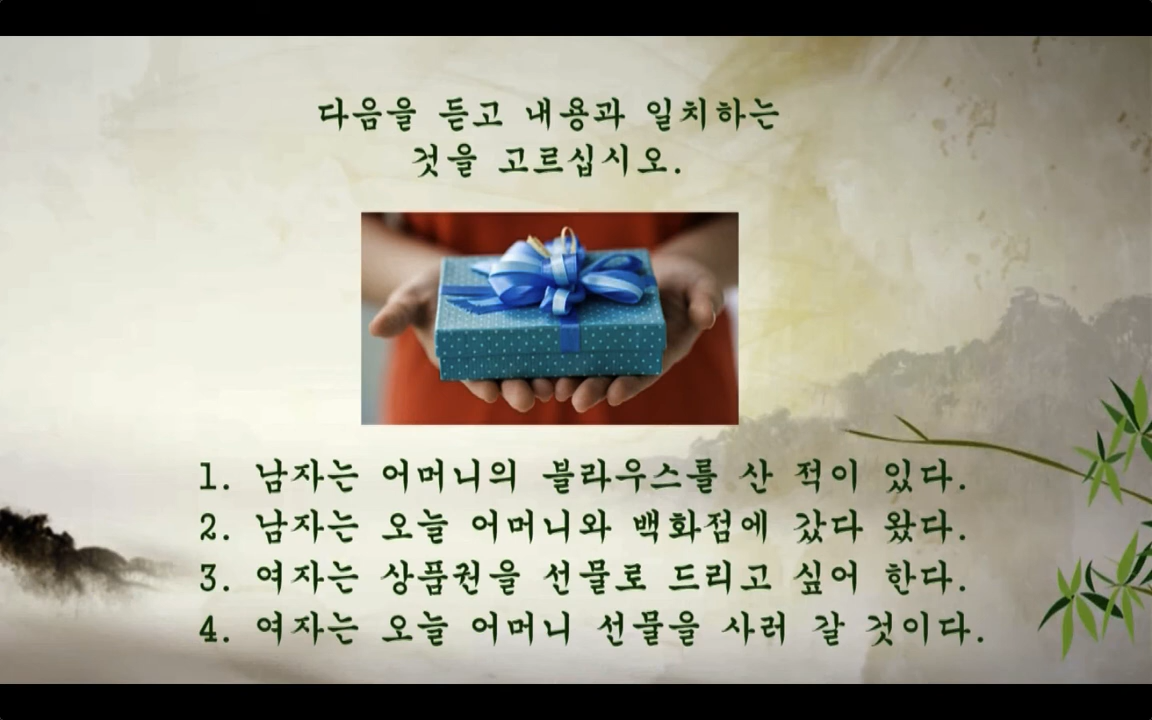 다음을 듣고 내용과 일치하는
것을 고르십시오.
1. 남자는 어머니의 블라우스를 산 적이 있다.
2. 남자는 오늘 어머니와 백화점에 갔다 왔다.
3. 여자는 상품권을 선물로 드리고 싶어 한다.
4. 여자는 오늘 어머니 선물을 사러 갈 것이다.